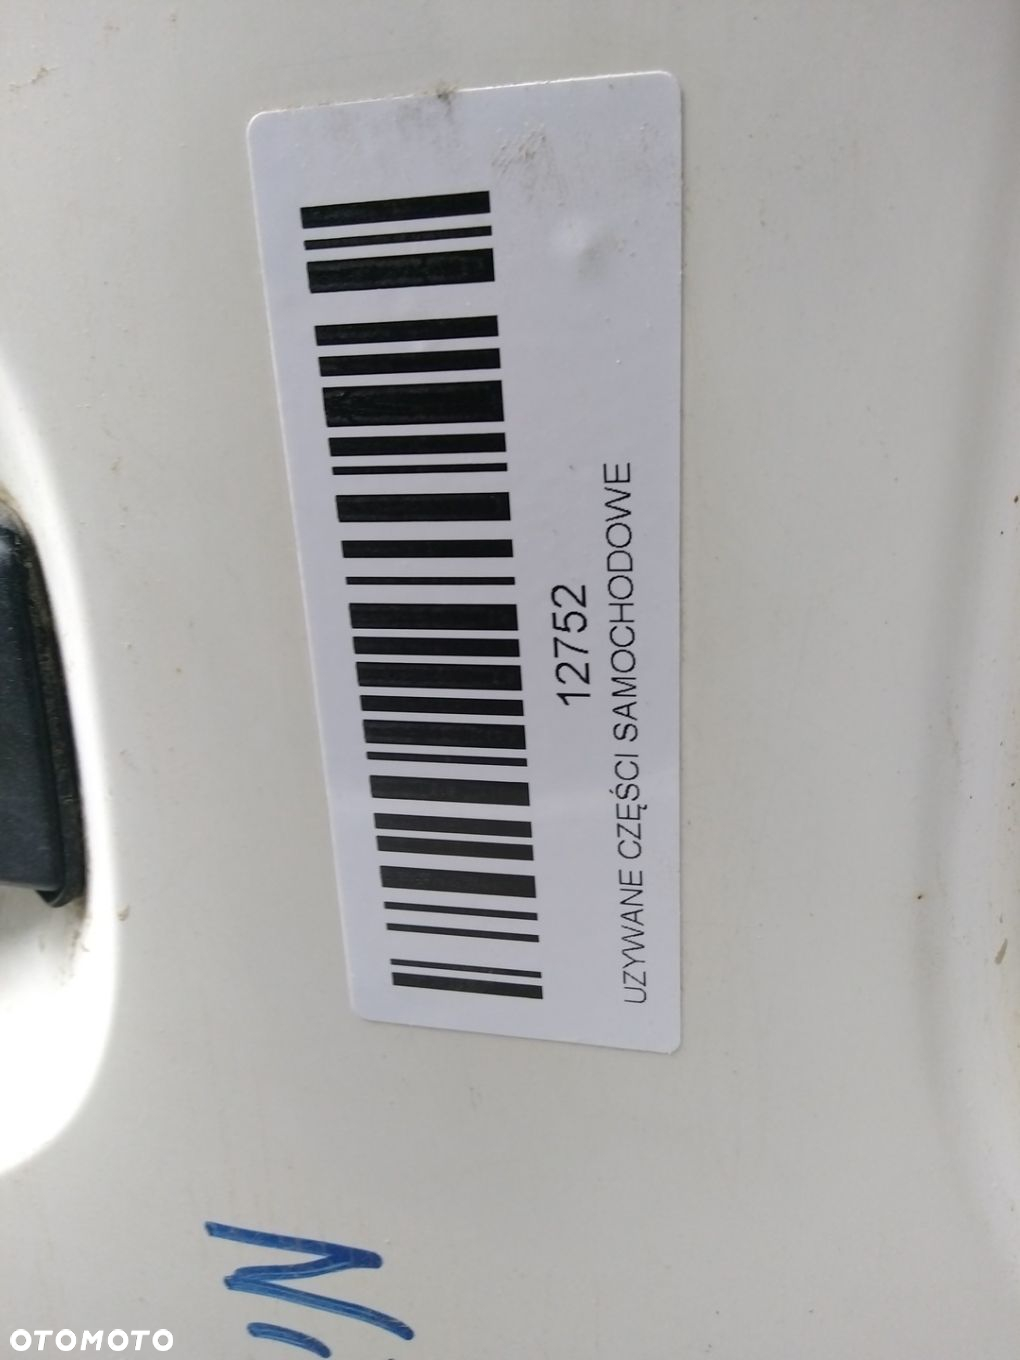 12752
UZYWANE CZĘŚCI SAMOCHODOWE
OTOMOTO